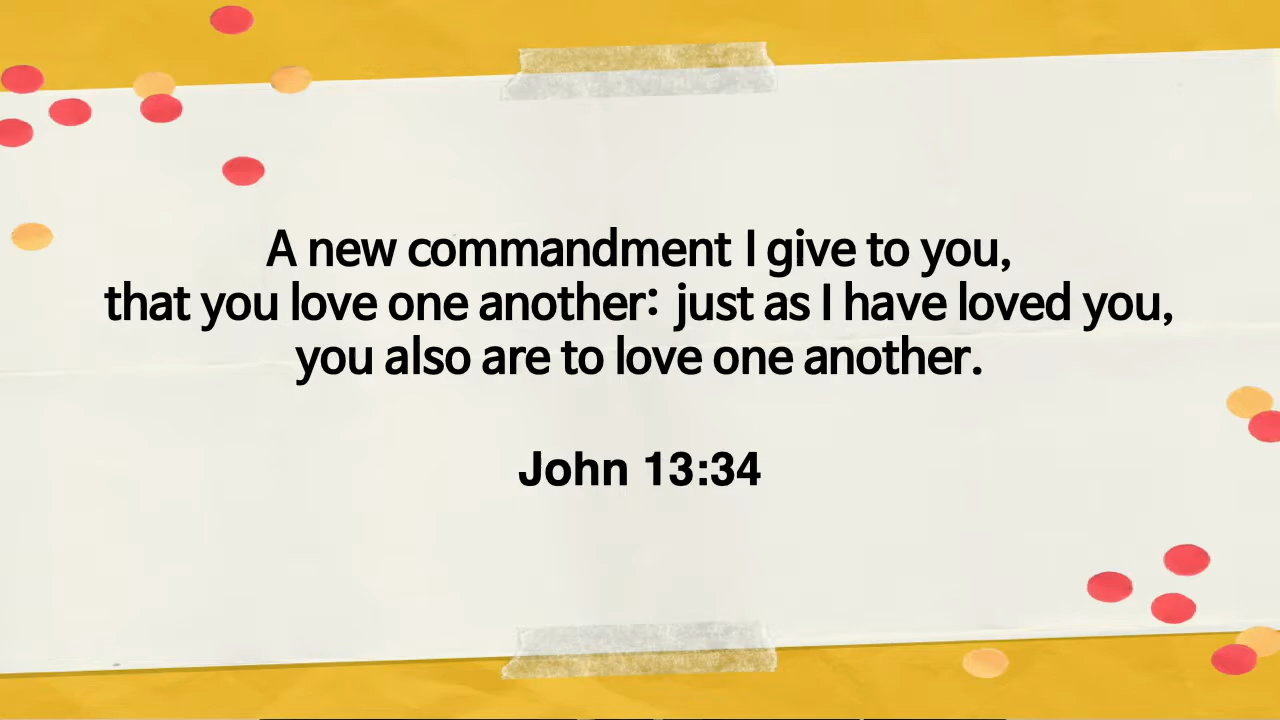 A new commandment I give to you,
that you love one another: just as I have loved you,
you also are to love one another.
John 13:34